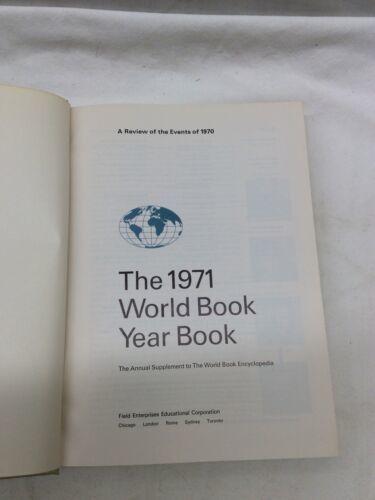 A Review of the Events of 1970
The 1971
World Book
Year Book
The Annual Supplement to The World Book Encyclopedia
Field Enterprises Educational Corporation
Chicago London Rome Sydney Toronto